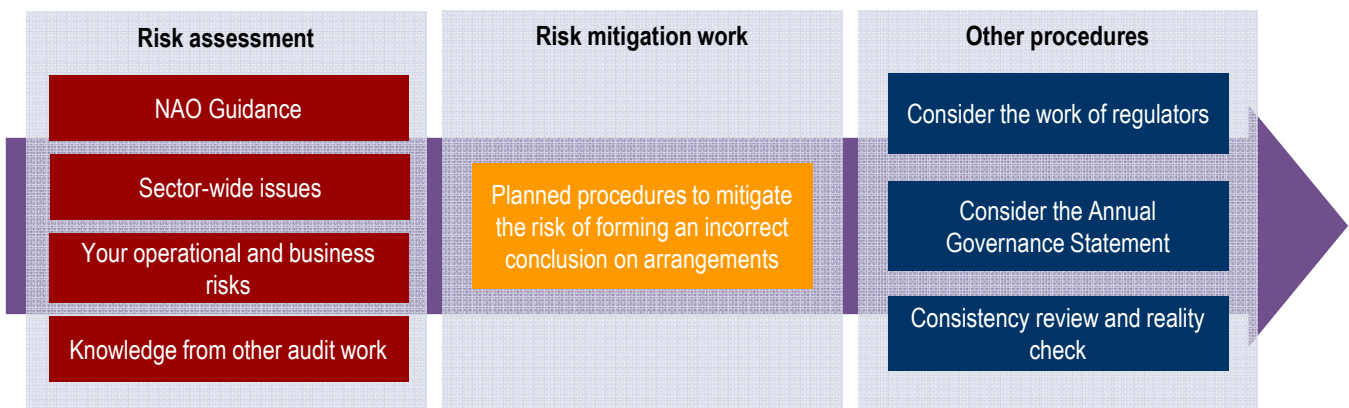 Risk assessment
NAO Guidance
Sector-wide issues
Your operational and business
risks
Knowledge from other audit work
Risk mitigation work
Planned procedures to mitigate
the risk of forming an incorrect
conclusion on arrangements
Other procedures
Consider the work of regulators
Consider the Annual
Governance Statement
Consistency review and reality
check